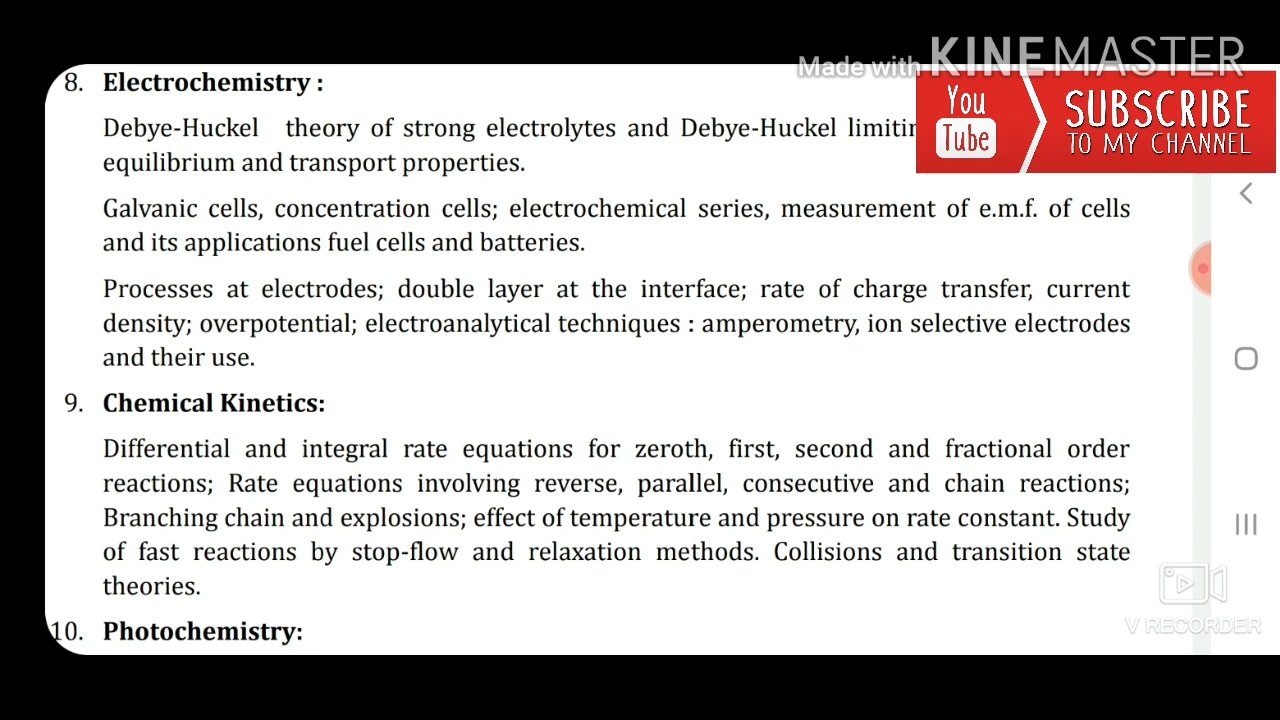 Made with KINEMASTER
8. Electrochemistry :
You Tube
SUBSCRIBE
TO MY CHANNEL
Debye-Huckel theory of strong electrolytes and Debye-Huckel
equilibrium and transport properties.
Galvanic cells, concentration cells; electrochemical series, measurement of e.m.f. of cells
and its applications fuel cells and batteries.
Processes at electrodes; double layer at the interface; rate of charge transfer, current
density; overpotential; electroanalytical techniques : amperometry, ion selective electrodes
and their use.
9. Chemical Kinetics:
Differential and integral rate equations for zeroth, first, second and fractional order
reactions; Rate equations involving reverse, parallel, consecutive and chain reactions;
Branching chain and explosions; effect of temperature and pressure on rate constant. Study
of fast reactions by stop-flow and relaxation methods. Collisions and transition state
theories.
V RECORDER
10. Photochemistry: